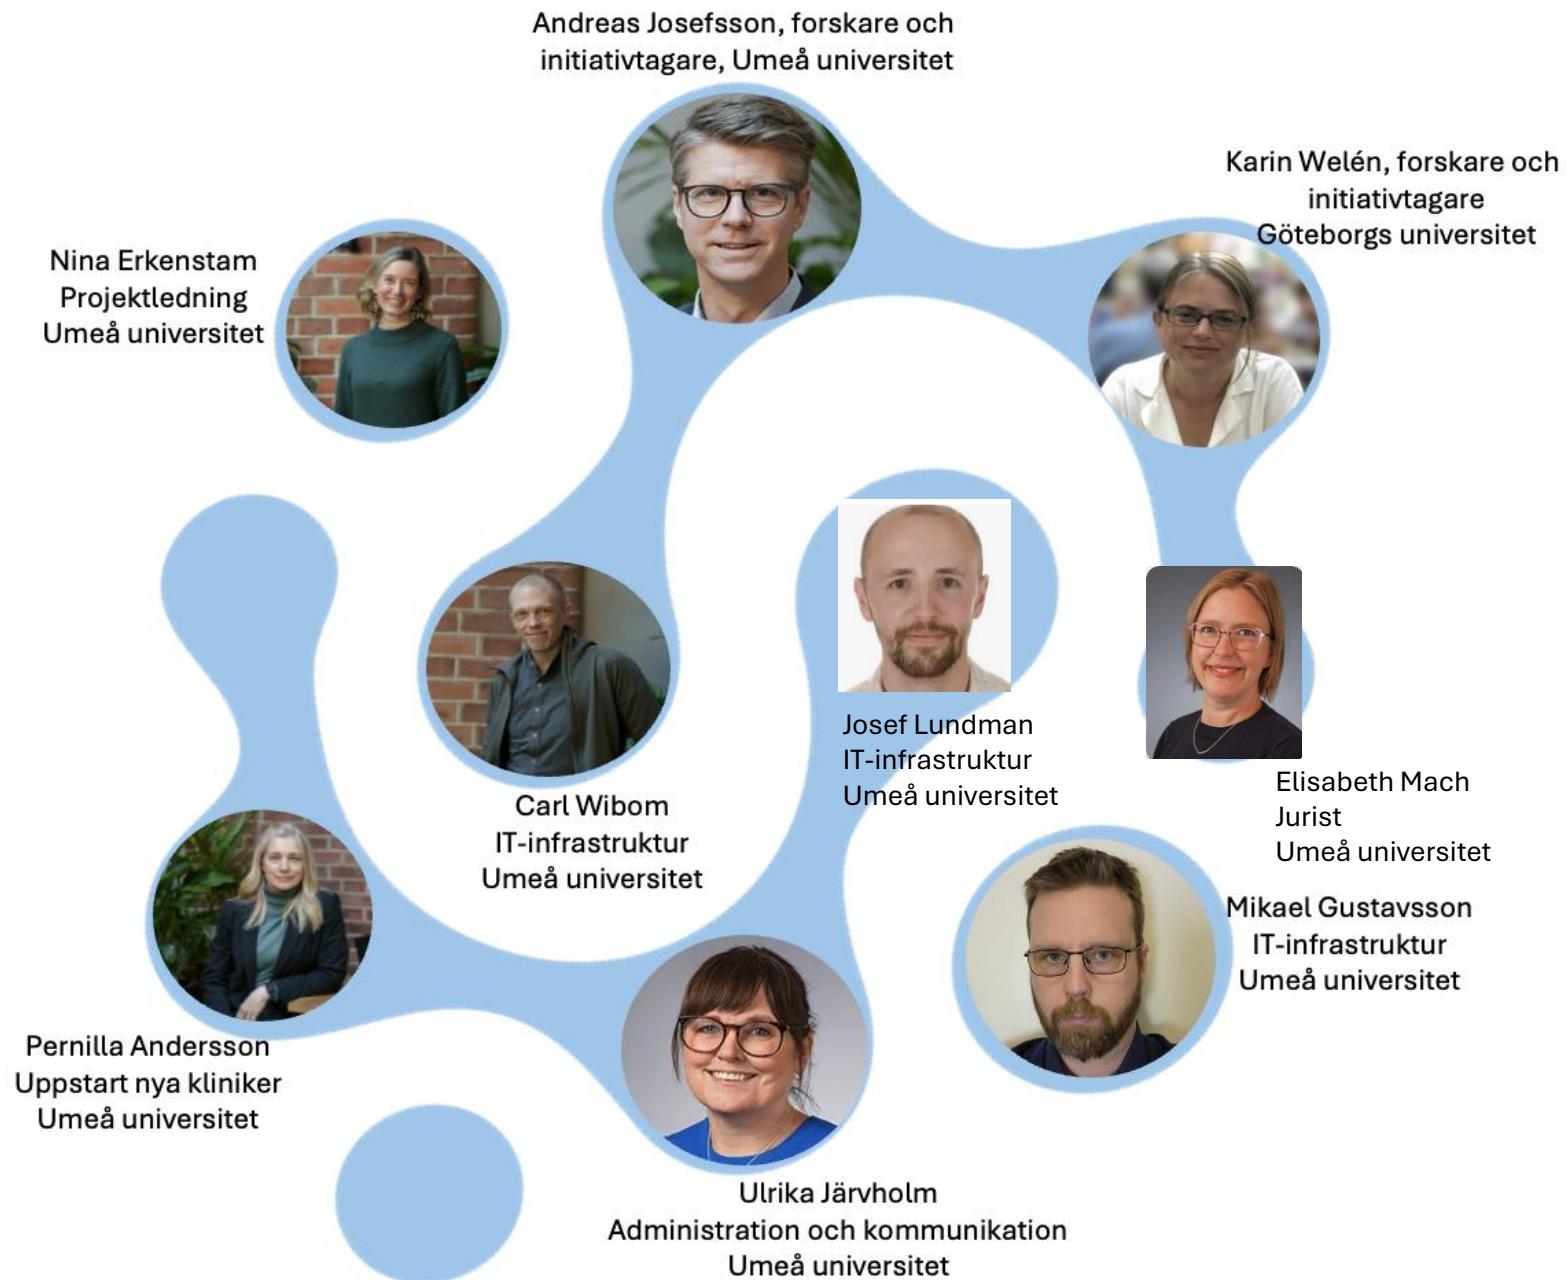 Andreas Josefsson, forskare och
initiativtagare, Umeå universitet
Karin Welén, forskare och
initiativtagare
Göteborgs universitet
Nina Erkenstam
Projektledning
Umeå universitet
Josef Lundman
IT-infrastruktur
Umeå universitet
Elisabeth Mach
Jurist
Umeå universitet
Carl Wibom
IT-infrastruktur
Umeå universitet
Mikael Gustavsson
IT-infrastruktur
Umeå universitet
Pernilla Andersson
Uppstart nya kliniker
Umeå universitet
Ulrika Järvholm
Administration och kommunikation
Umeå universitet